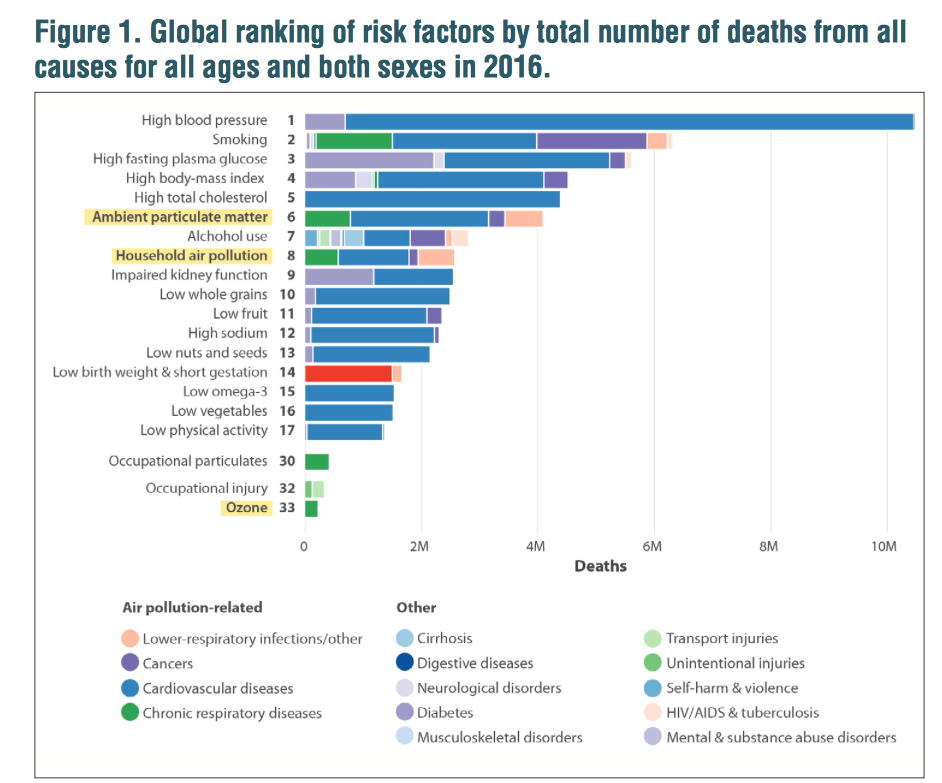 Figure 1. Global ranking of risk factors by total number of deaths from all
causes for all ages and both sexes in 2016.
High blood pressure 1
Smoking 2
High fasting plasma glucose 3
High body-mass index 4
High total cholesterol 5
Ambient particulate matter 6
Alchohol use 7
Household air pollution 8
Impaired kidney function 9
Low whole grains 10
Low fruit 11
High sodium 12
Low nuts and seeds 13
Low birth weight & short gestation 14
Low omega-3 15
Low vegetables 16
Low physical activity 17
Occupational particulates 30
Occupational injury 32
Ozone 33
0 2M 4M 6M 8M 10M
Deaths
Air pollution-related
Lower-respiratory infections/other
Cancers
Cardiovascular diseases
Chronic respiratory diseases
Other
Cirrhosis
Digestive diseases
Neurological disorders
Diabetes
Musculoskeletal disorders
Transport injuries
Unintentional injuries
Self-harm & violence
HIV/AIDS & tuberculosis
Mental & substance abuse disorders